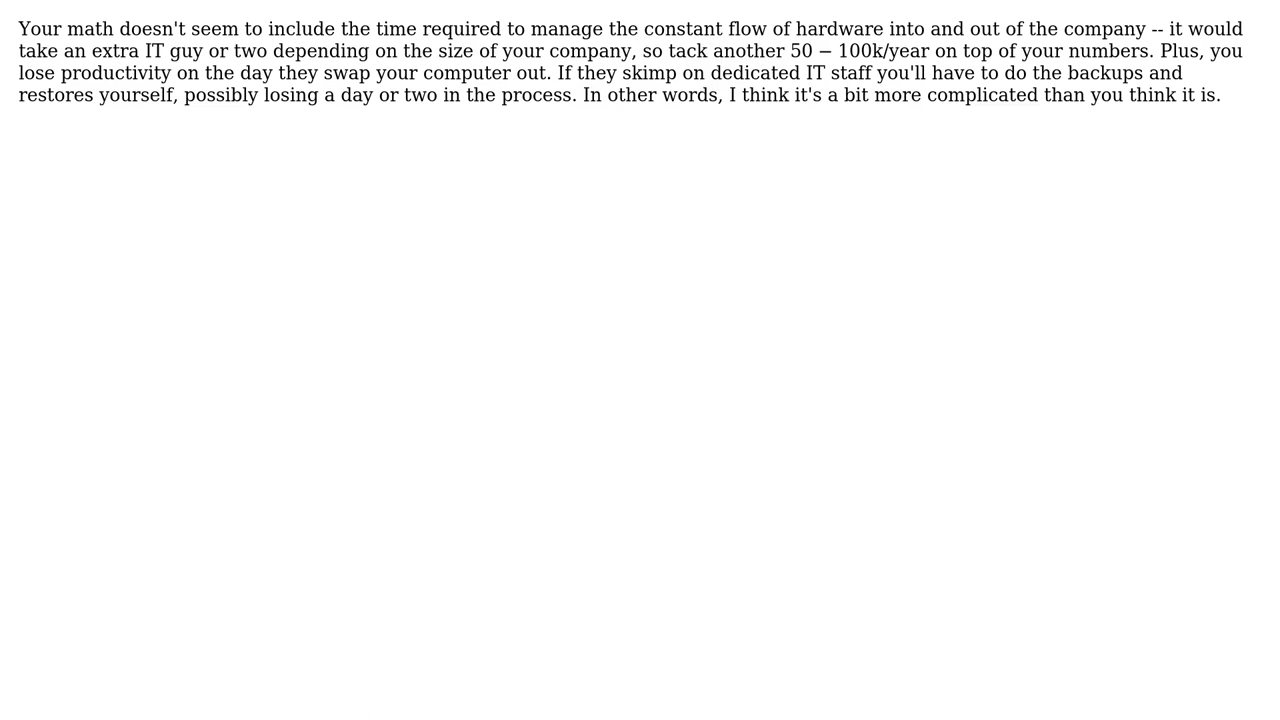 Your math doesn't seem to include the time required to manage the constant flow of hardware into and out of the company -- it would
take an extra IT guy or two depending on the size of your company, so tack another 50 − 100k/year on top of your numbers. Plus, you
lose productivity on the day they swap your computer out. If they skimp on dedicated IT staff you'll have to do the backups and
restores yourself, possibly losing a day or two in the process. In other words, I think it's a bit more complicated than you think it is.